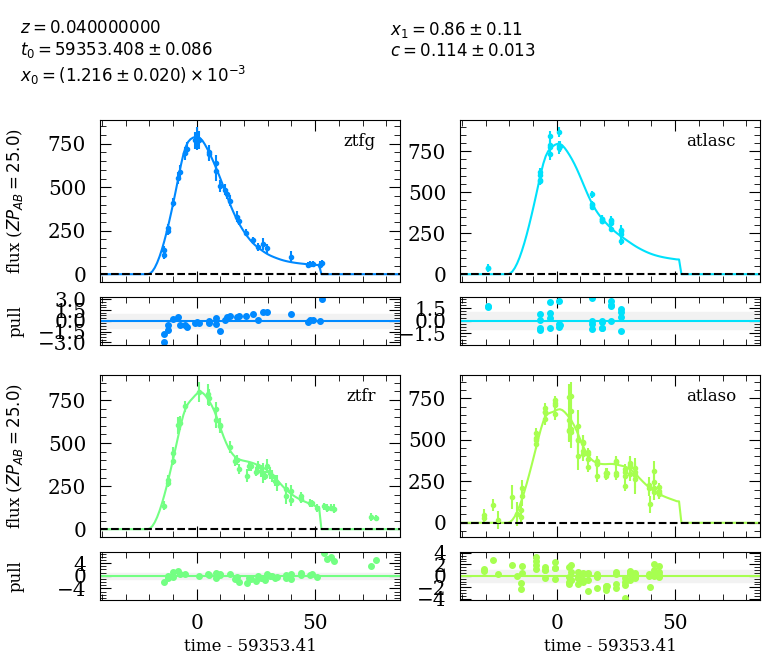 z = 0.040000000
t₀ = 59353.408 ± 0.086
x₀ = (1.216 ± 0.020) × 10⁻³
x₁ = 0.86 ± 0.11
c = 0.114 ± 0.013
flux (ZP_AB = 25.0)
750
500
250
0
ztfg
750
500
250
0
atlasc
pull
3.0
1.5
0.0
−1.5
−3.0
1.5
0.0
−1.5
flux (ZP_AB = 25.0)
750
500
250
0
ztfr
750
500
250
0
atlaso
pull
4
0
−4
4
2
0
−2
−4
0 50
time - 59353.41
0 50
time - 59353.41